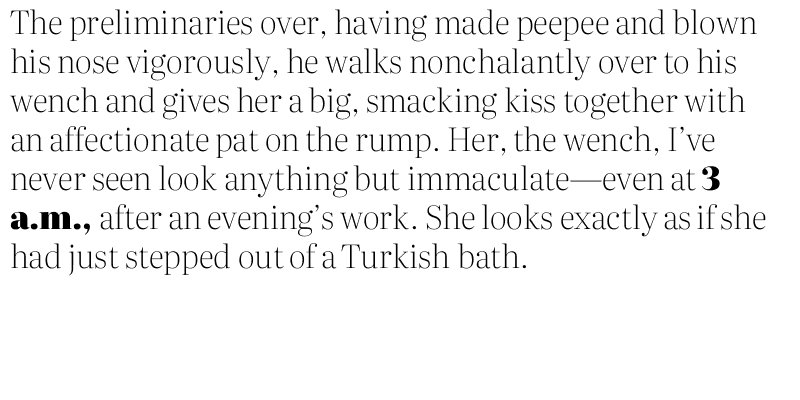 The preliminaries over, having made peepee and blown
his nose vigorously, he walks nonchalantly over to his
wench and gives her a big, smacking kiss together with
an affectionate pat on the rump. Her, the wench, I’ve
never seen look anything but immaculate—even at 3
a.m., after an evening’s work. She looks exactly as if she
had just stepped out of a Turkish bath.